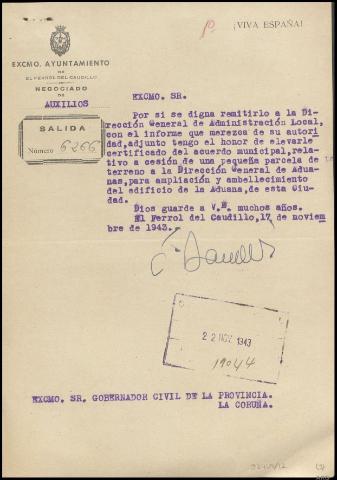 ¡VIVA ESPAÑA!
EXCMO. AYUNTAMIENTO
DE
EL FERROL DEL CAUDILLO
NEGOCIADO
DE
AUXILIOS
SALIDA
Número 6266
EXCMO. SR.
Por si se digna remitirlo a la Di-
rección General de Administración Local,
con el informe que merezca de su autori
dad, adjunto tengo el honor de elevarle
certificado del acuerdo municipal, rela-
tivo a cesión de una pequeña parcela de
terreno a la Dirección General de Adua-
nas, para ampliación y embellecimiento
del edificio de la Aduana, de esta Ciu-
dad.
Dios guarde a V.E. muchos años.
El Ferrol del Caudillo, 17 de noviem
bre de 1943.-
22 NOV 1943
19044
EXCMO. SR. GOBERNADOR CIVIL DE LA PROVINCIA.
LA CORUÑA.